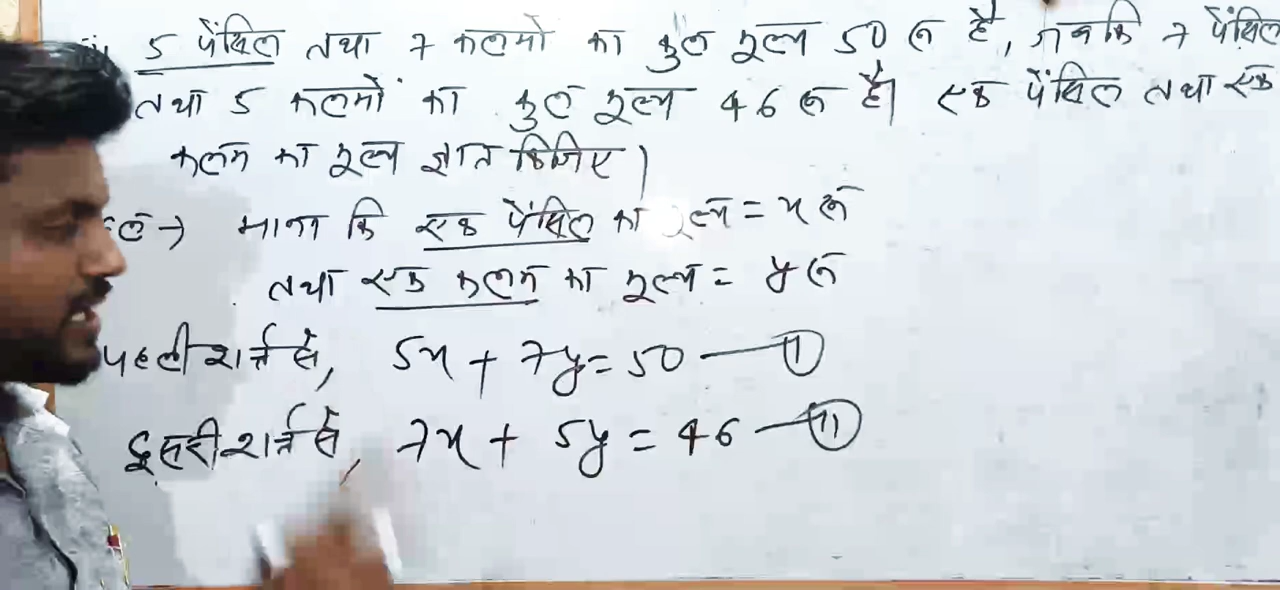 5 पेंसिल तथा 7 कलमों का कुल मूल्य 50 रु है, जबकि 7 पेंसिल
तथा 5 कलमों का कुल मूल्य 46 रु है। एक पेंसिल तथा एक
कलम का मूल्य ज्ञात किजिए।
माना कि एक पेंसिल का मूल्य = x रु
तथा एक कलम का मूल्य = y रु
पहली शर्त से, 5x + 7y = 50 — (I)
दूसरी शर्त से, 7x + 5y = 46 — (II)